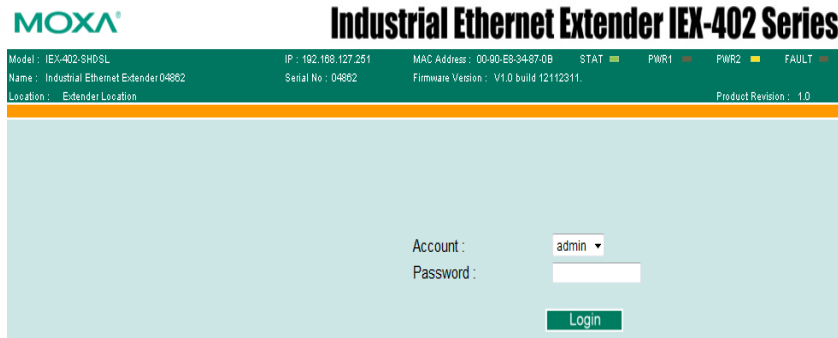 MOXA
Industrial Ethernet Extender IEX-402 Series
Model : IEX-402-SHDSL IP : 192.168.127.251 MAC Address : 00-90-E8-34-87-0B STAT PWR1 PWR2 FAULT
Name : Industrial Ethernet Extender 04862 Serial No : 04862 Firmware Version : V1.0 build 12112311.
Location : Extender Location Product Revision : 1.0
Account : admin
Password :
Login